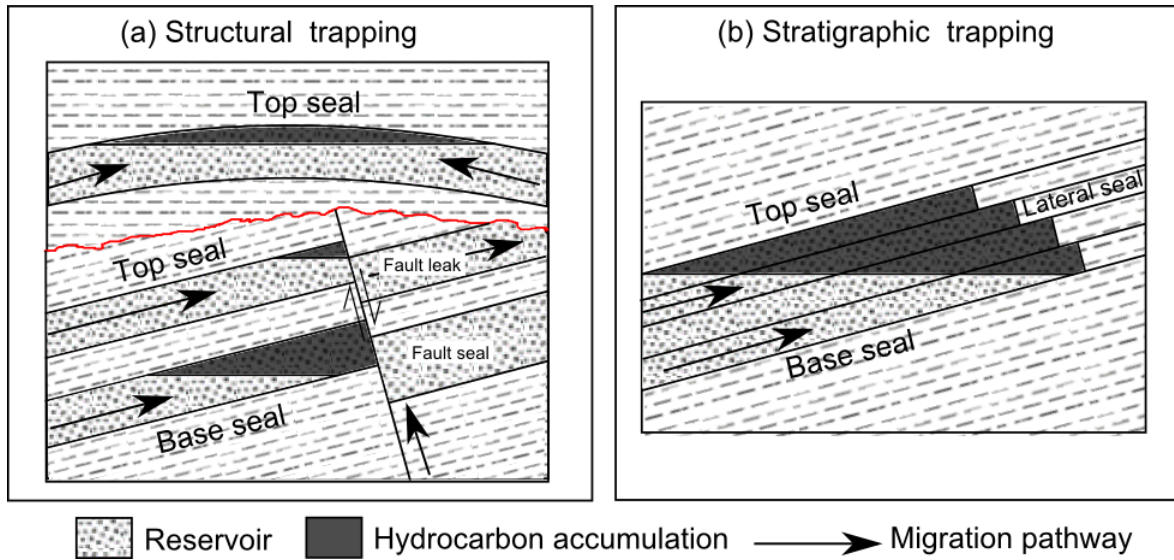 (a) Structural trapping
Top seal
Top seal
Fault leak
Fault seal
Base seal
(b) Stratigraphic trapping
Top seal
Lateral seal
Base seal
Reservoir
Hydrocarbon accumulation
Migration pathway